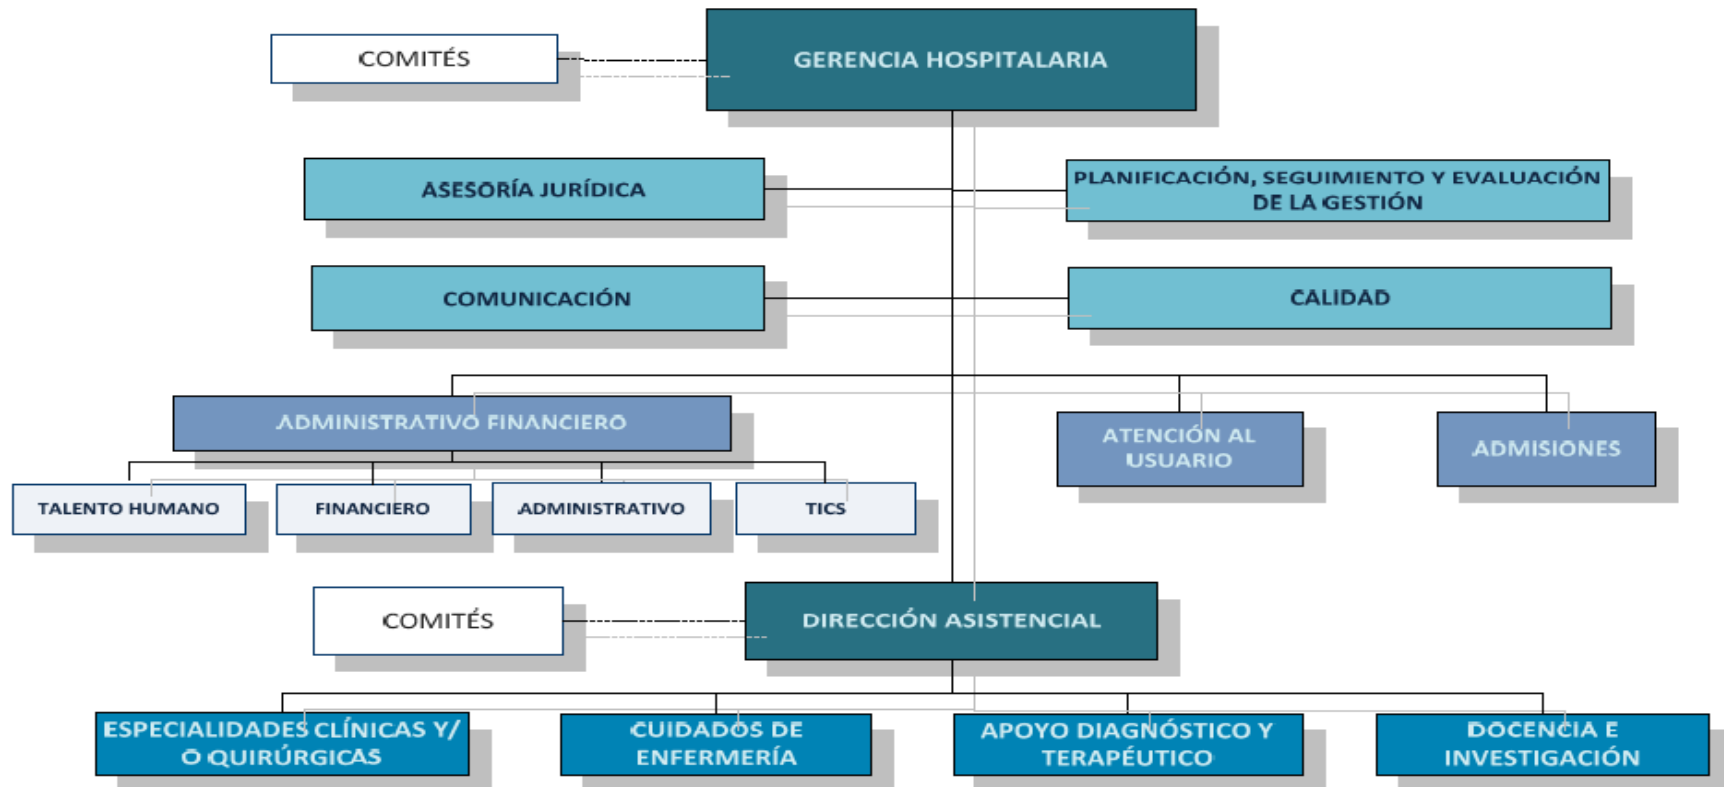 COMITÉS
GERENCIA HOSPITALARIA
ASESORÍA JURÍDICA
PLANIFICACIÓN, SEGUIMIENTO Y EVALUACIÓN
DE LA GESTIÓN
COMUNICACIÓN
CALIDAD
ADMINISTRATIVO FINANCIERO
ATENCIÓN AL
USUARIO
ADMISIONES
TALENTO HUMANO
FINANCIERO
ADMINISTRATIVO
TICS
COMITÉS
DIRECCIÓN ASISTENCIAL
ESPECIALIDADES CLÍNICAS Y/
O QUIRÚRGICAS
CUIDADOS DE
ENFERMERÍA
APOYO DIAGNÓSTICO Y
TERAPÉUTICO
DOCENCIA E
INVESTIGACIÓN